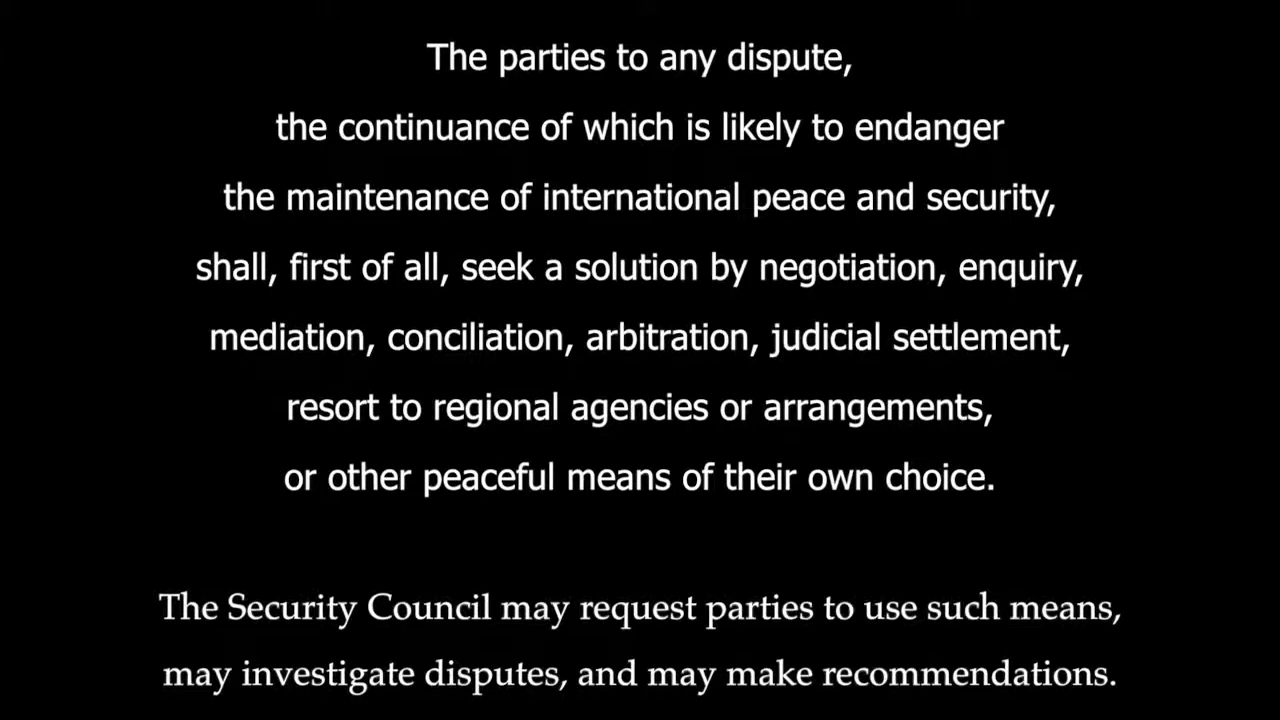 The parties to any dispute,
the continuance of which is likely to endanger
the maintenance of international peace and security,
shall, first of all, seek a solution by negotiation, enquiry,
mediation, conciliation, arbitration, judicial settlement,
resort to regional agencies or arrangements,
or other peaceful means of their own choice.
The Security Council may request parties to use such means,
may investigate disputes, and may make recommendations.